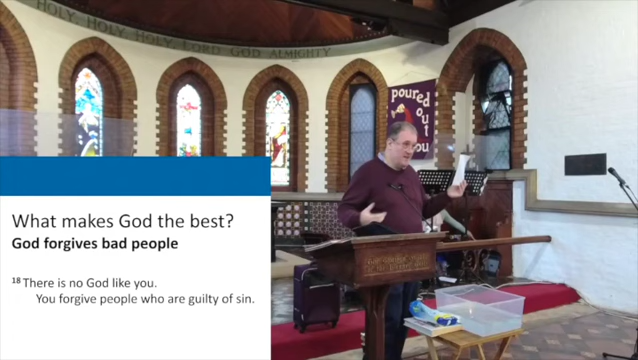 HOLY, HOLY, HOLY, LORD GOD ALMIGHTY
poured
out
you
What makes God the best?
God forgives bad people
18 There is no God like you.
You forgive people who are guilty of sin.